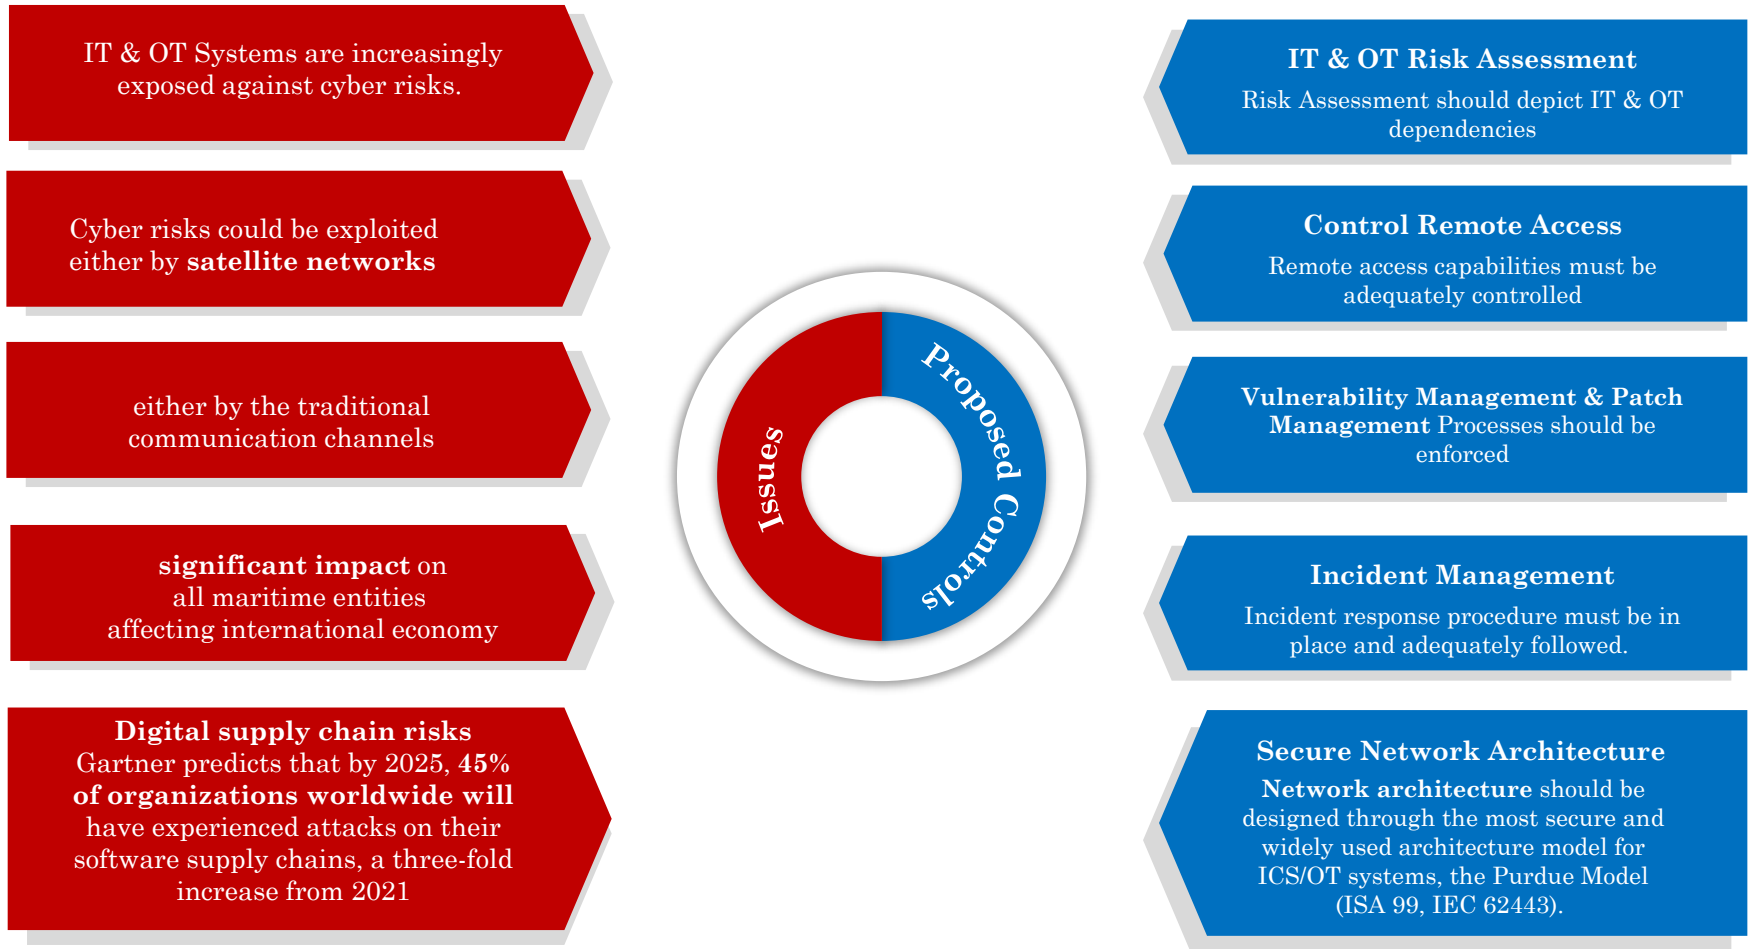 IT & OT Systems are increasingly
exposed against cyber risks.
Cyber risks could be exploited
either by satellite networks
either by the traditional
communication channels
significant impact on
all maritime entities
affecting international economy
Digital supply chain risks
Gartner predicts that by 2025, 45%
of organizations worldwide will
have experienced attacks on their
software supply chains, a three-fold
increase from 2021
Issues
Proposed Controls
IT & OT Risk Assessment
Risk Assessment should depict IT & OT
dependencies
Control Remote Access
Remote access capabilities must be
adequately controlled
Vulnerability Management & Patch
Management Processes should be
enforced
Incident Management
Incident response procedure must be in
place and adequately followed.
Secure Network Architecture
Network architecture should be
designed through the most secure and
widely used architecture model for
ICS/OT systems, the Purdue Model
(ISA 99, IEC 62443).